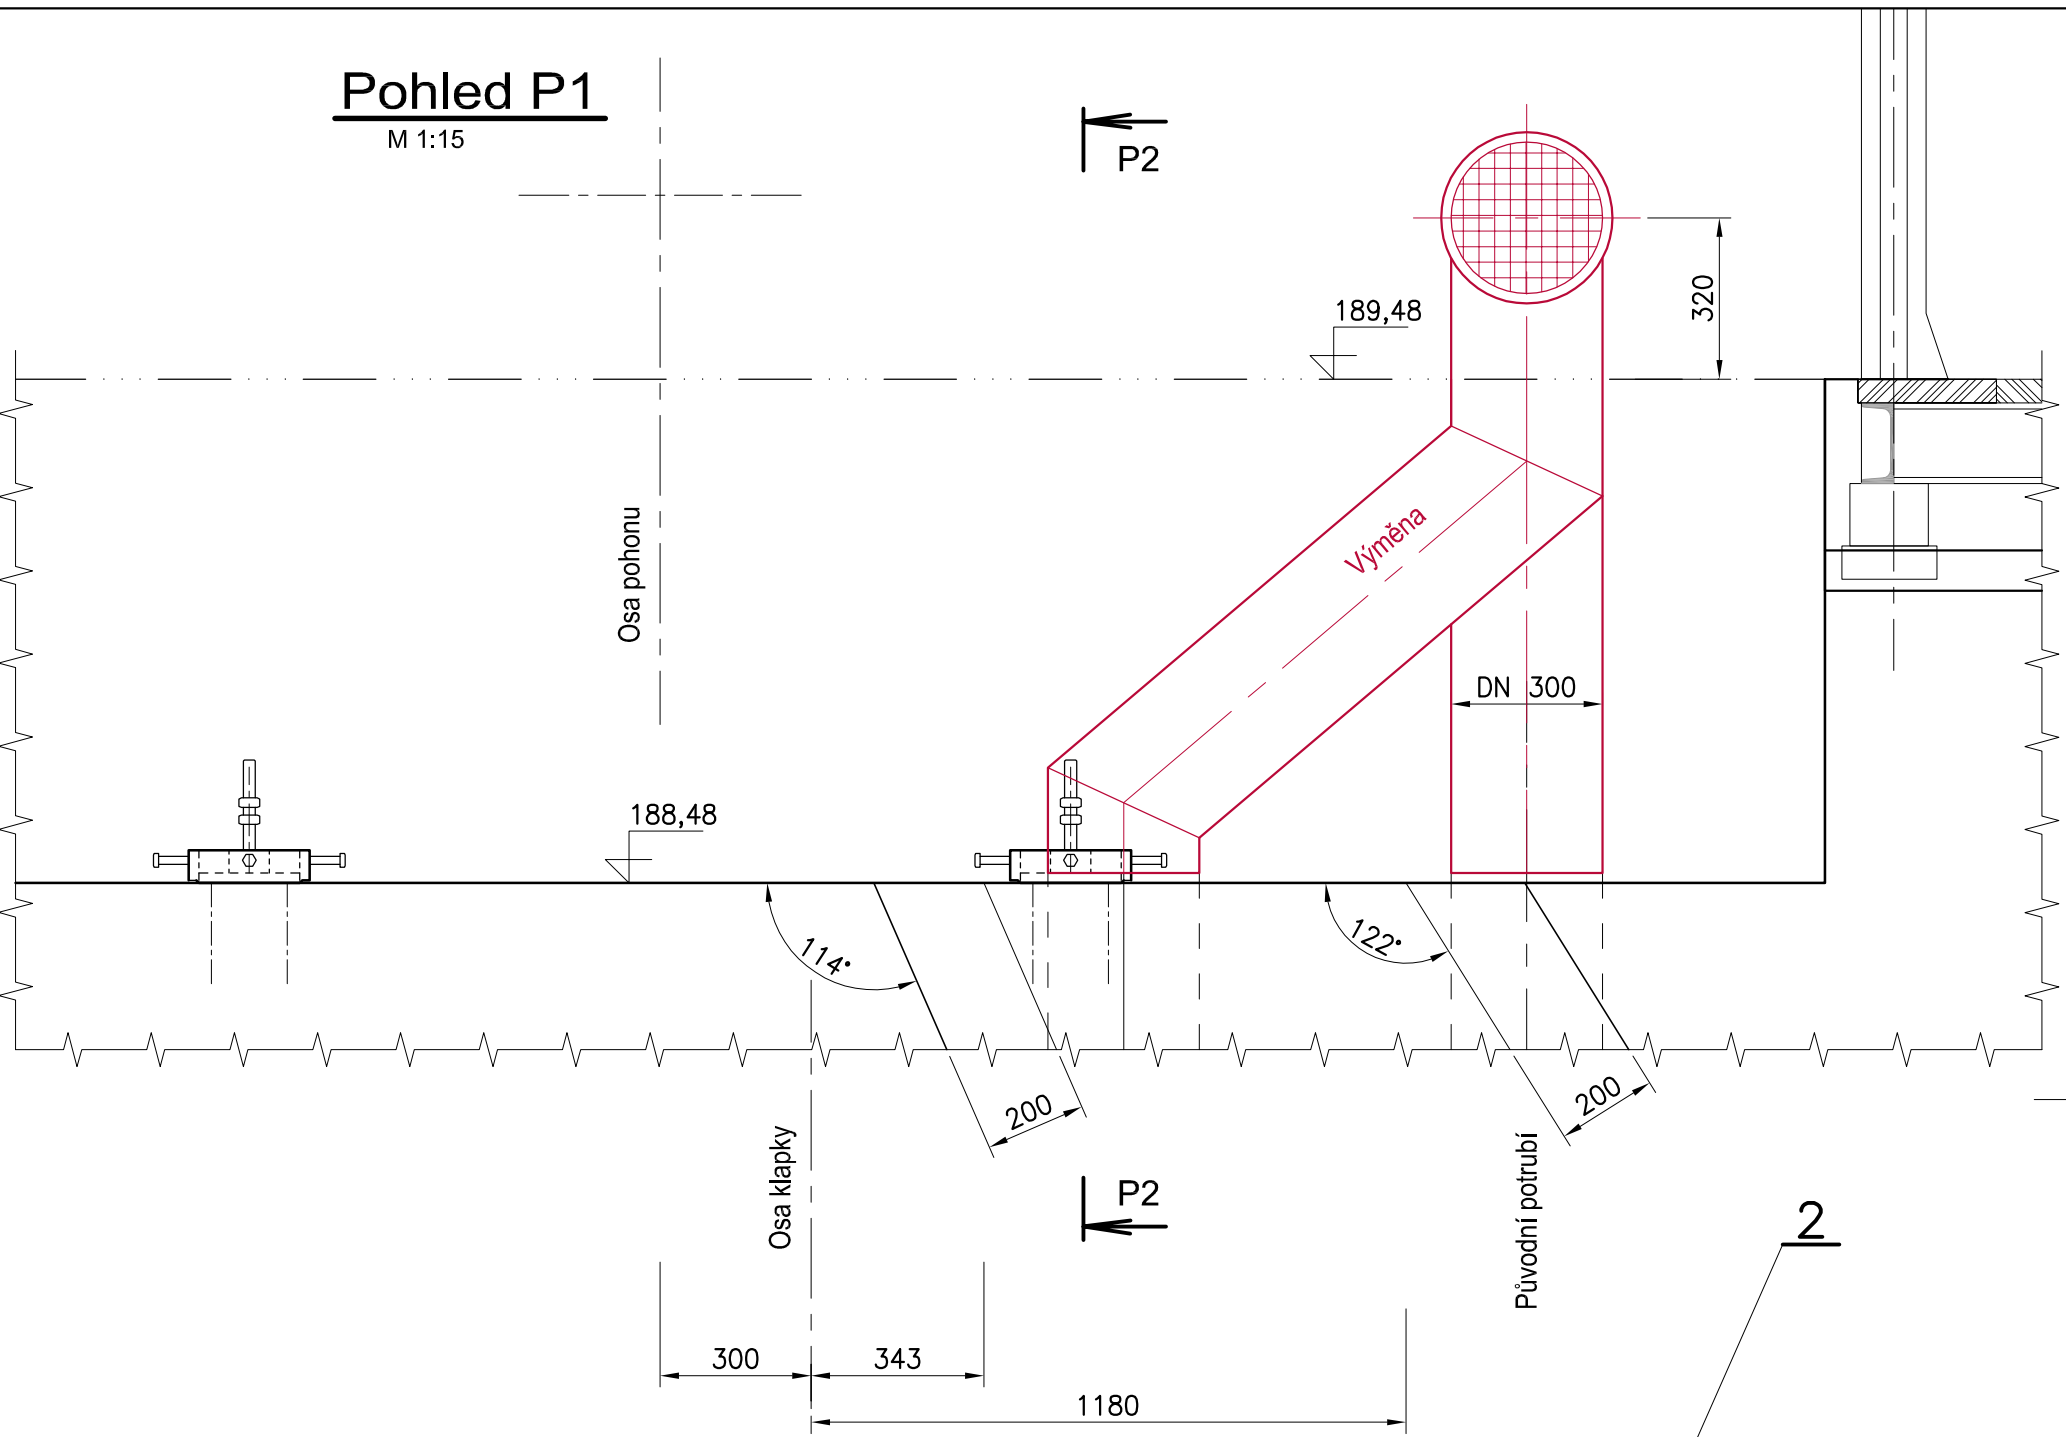 Pohled P1
M 1:15
P2
189,48
320
Osa pohonu
Výměna
DN 300
188,48
114°
122°
200
200
Osa klapky
P2
Původní potrubí
2
300
343
1180